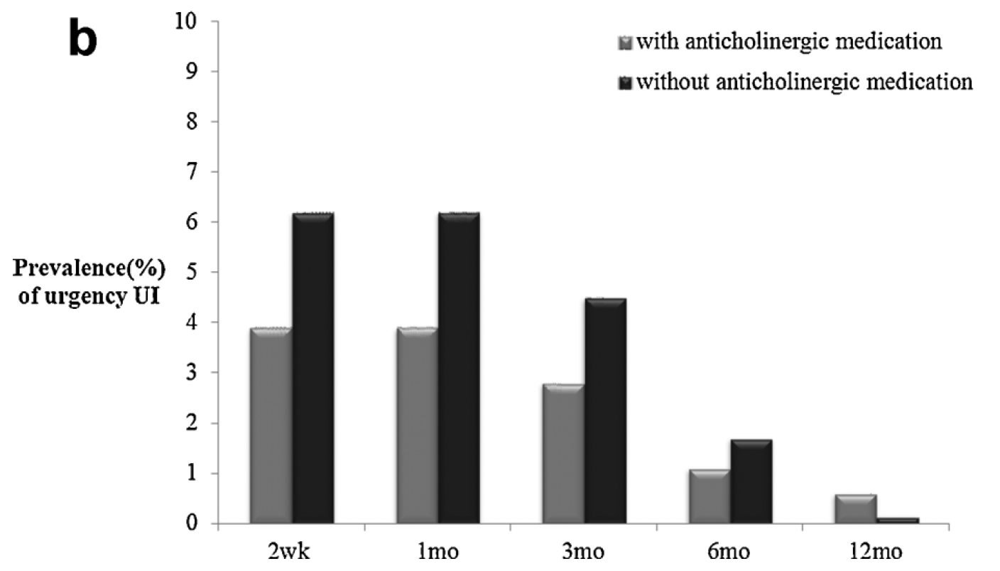 b
10
9
8
7
6
5
4
3
2
1
0
Prevalence(%)
of urgency UI
with anticholinergic medication
without anticholinergic medication
2wk 1mo 3mo 6mo 12mo